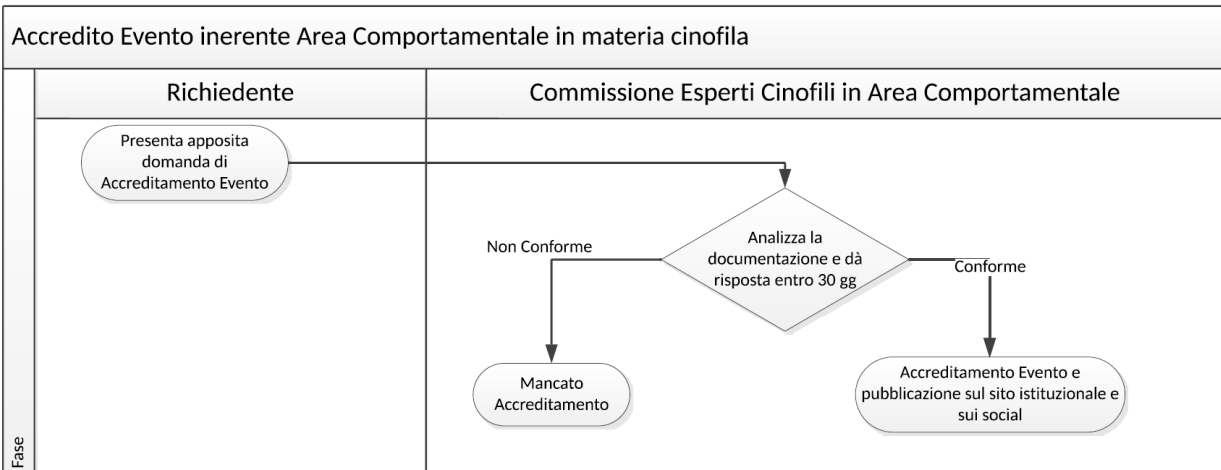 Accredito Evento inerente Area Comportamentale in materia cinofila
Richiedente
Commissione Esperti Cinofili in Area Comportamentale
Presenta apposita
domanda di
Accreditamento Evento
Analizza la
documentazione e dà
risposta entro 30 gg
Non Conforme
Conforme
Mancato
Accreditamento
Accreditamento Evento e
pubblicazione sul sito istituzionale e
sui social
Fase